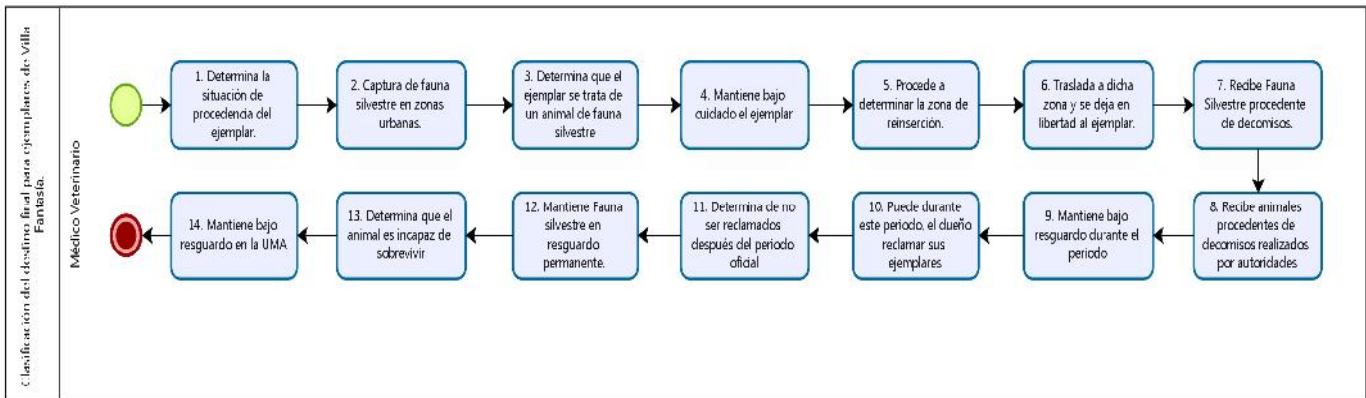 Clasificación del destino final para ejemplares de Villa
Fantasía.
Médico Veterinario
1. Determina la
situación de
procedencia del
ejemplar.
2. Captura de fauna
silvestre en zonas
urbanas.
3. Determina que el
ejemplar se trata de
un animal de fauna
silvestre
4. Mantiene bajo
cuidado el ejemplar
5. Procede a
determinar la zona de
reinserción.
6. Traslada a dicha
zona y se deja en
libertad al ejemplar.
7. Recibe Fauna
Silvestre procedente
de decomisos.
8. Recibe animales
procedentes de
decomisos realizados
por autoridades
9. Mantiene bajo
resguardo durante el
periodo
10. Puede durante
este periodo, el dueño
reclamar sus
ejemplares
11. Determina de no
ser reclamados
después del periodo
oficial
12. Mantiene Fauna
silvestre en
resguardo
permanente.
13. Determina que el
animal es incapaz de
sobrevivir
14. Mantiene bajo
resguardo en la UMA